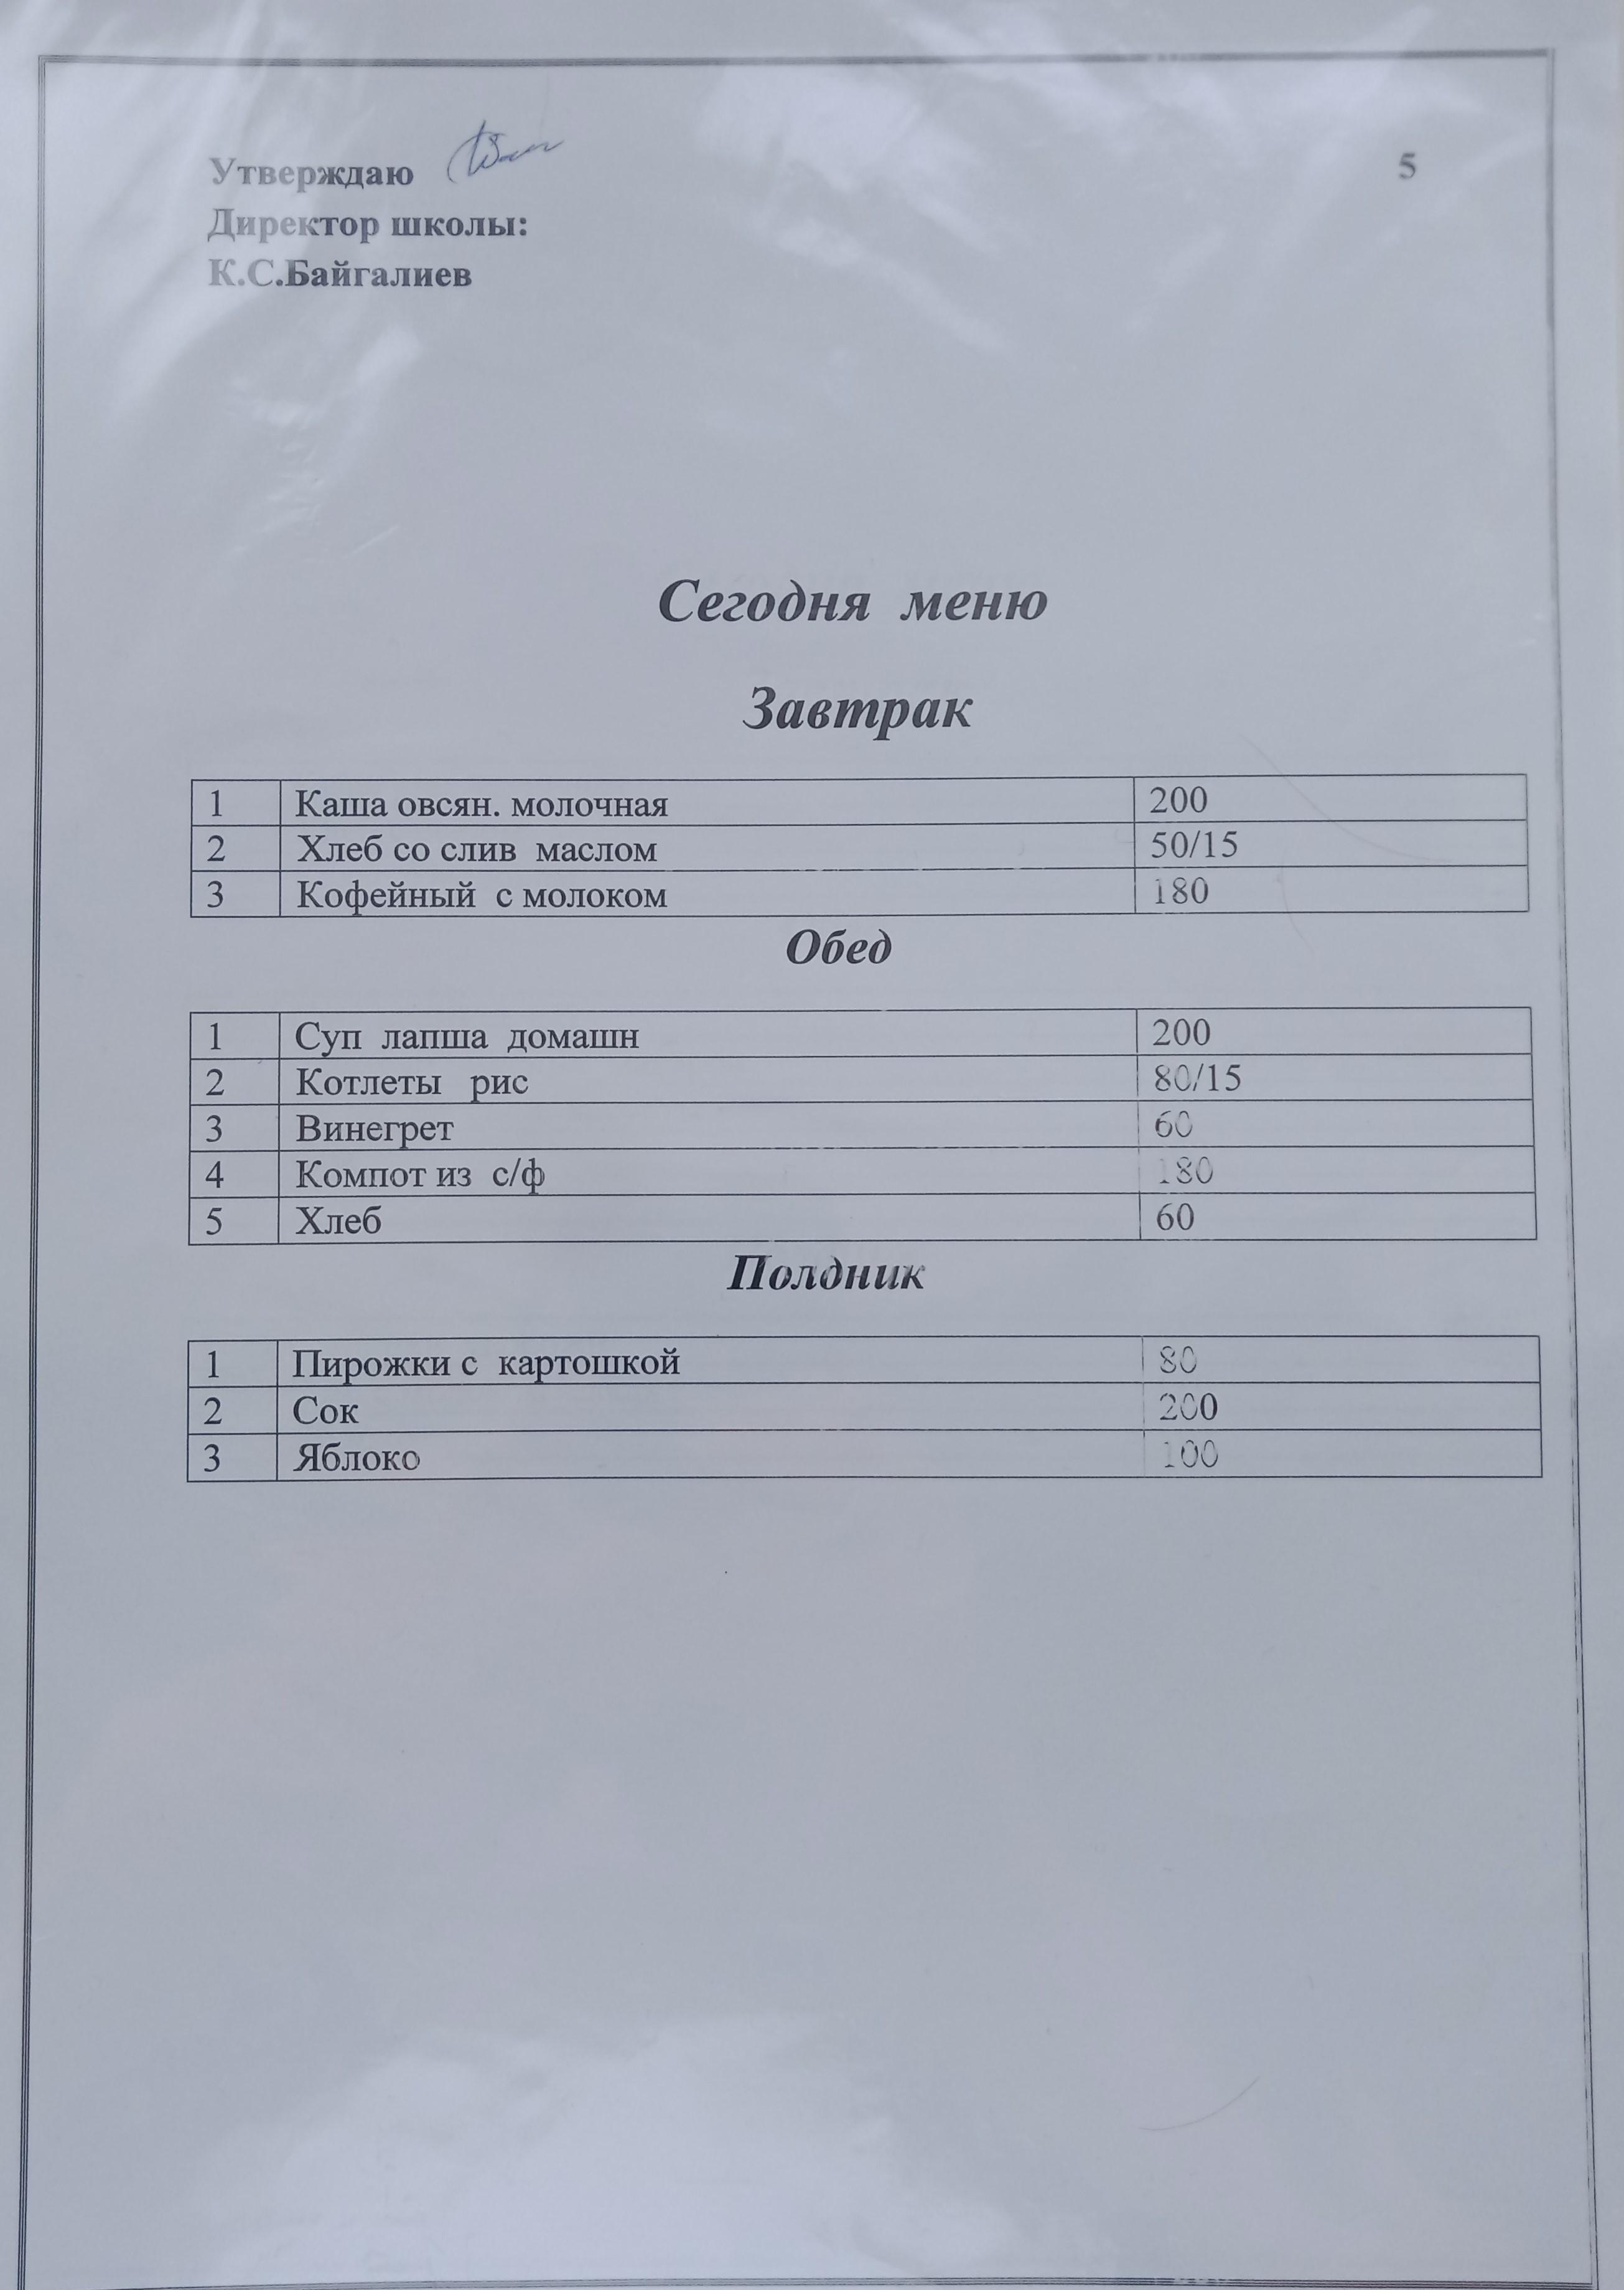 Утверждаю
5
Директор школы:
К.С.Байгалиев
Сегодня меню
Завтрак
1 Каша овсян. молочная 200
2 Хлеб со слив маслом 50/15
3 Кофейный с молоком 180
Обед
1 Суп лапша домашн 200
2 Котлеты рис 80/15
3 Винегрет 60
4 Компот из с/ф 180
5 Хлеб 60
Полдник
1 Пирожки с картошкой 80
2 Сок 200
3 Яблоко 100